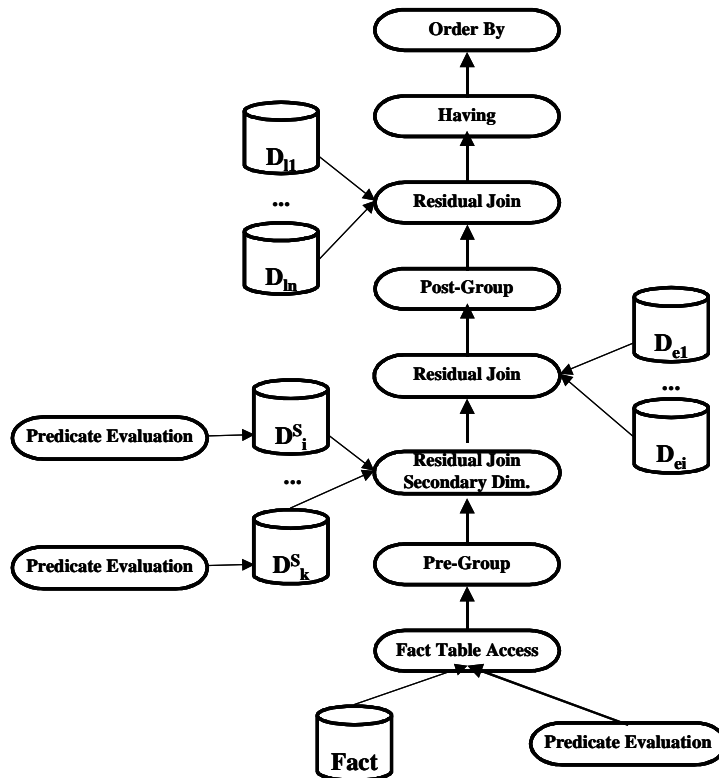 Order By
Having
D_l1
...
Residual Join
D_ln
Post-Group
D_e1
Residual Join
...
D_ei
Predicate Evaluation
D^S_i
...
Residual Join
Secondary Dim.
Predicate Evaluation
D^S_k
Pre-Group
Fact Table Access
Fact
Predicate Evaluation